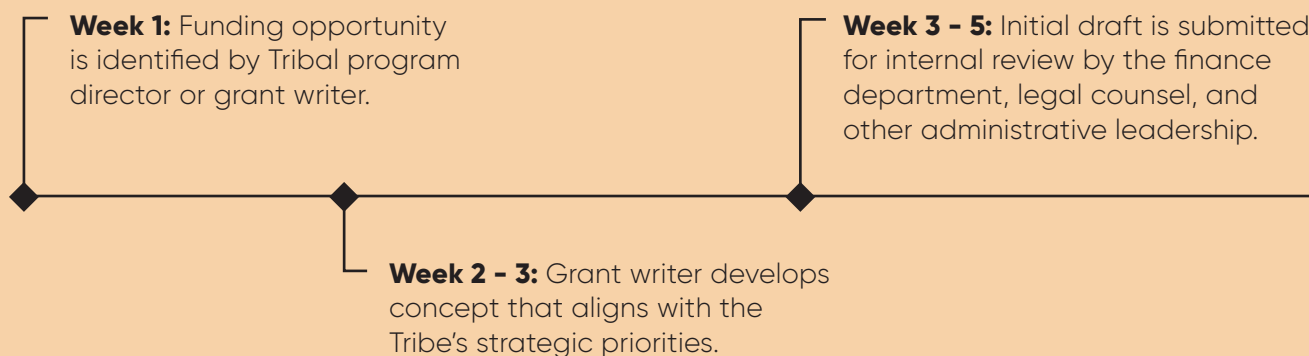 Week 1: Funding opportunity
is identified by Tribal program
director or grant writer.
Week 2 - 3: Grant writer develops
concept that aligns with the
Tribe’s strategic priorities.
Week 3 - 5: Initial draft is submitted
for internal review by the finance
department, legal counsel, and
other administrative leadership.